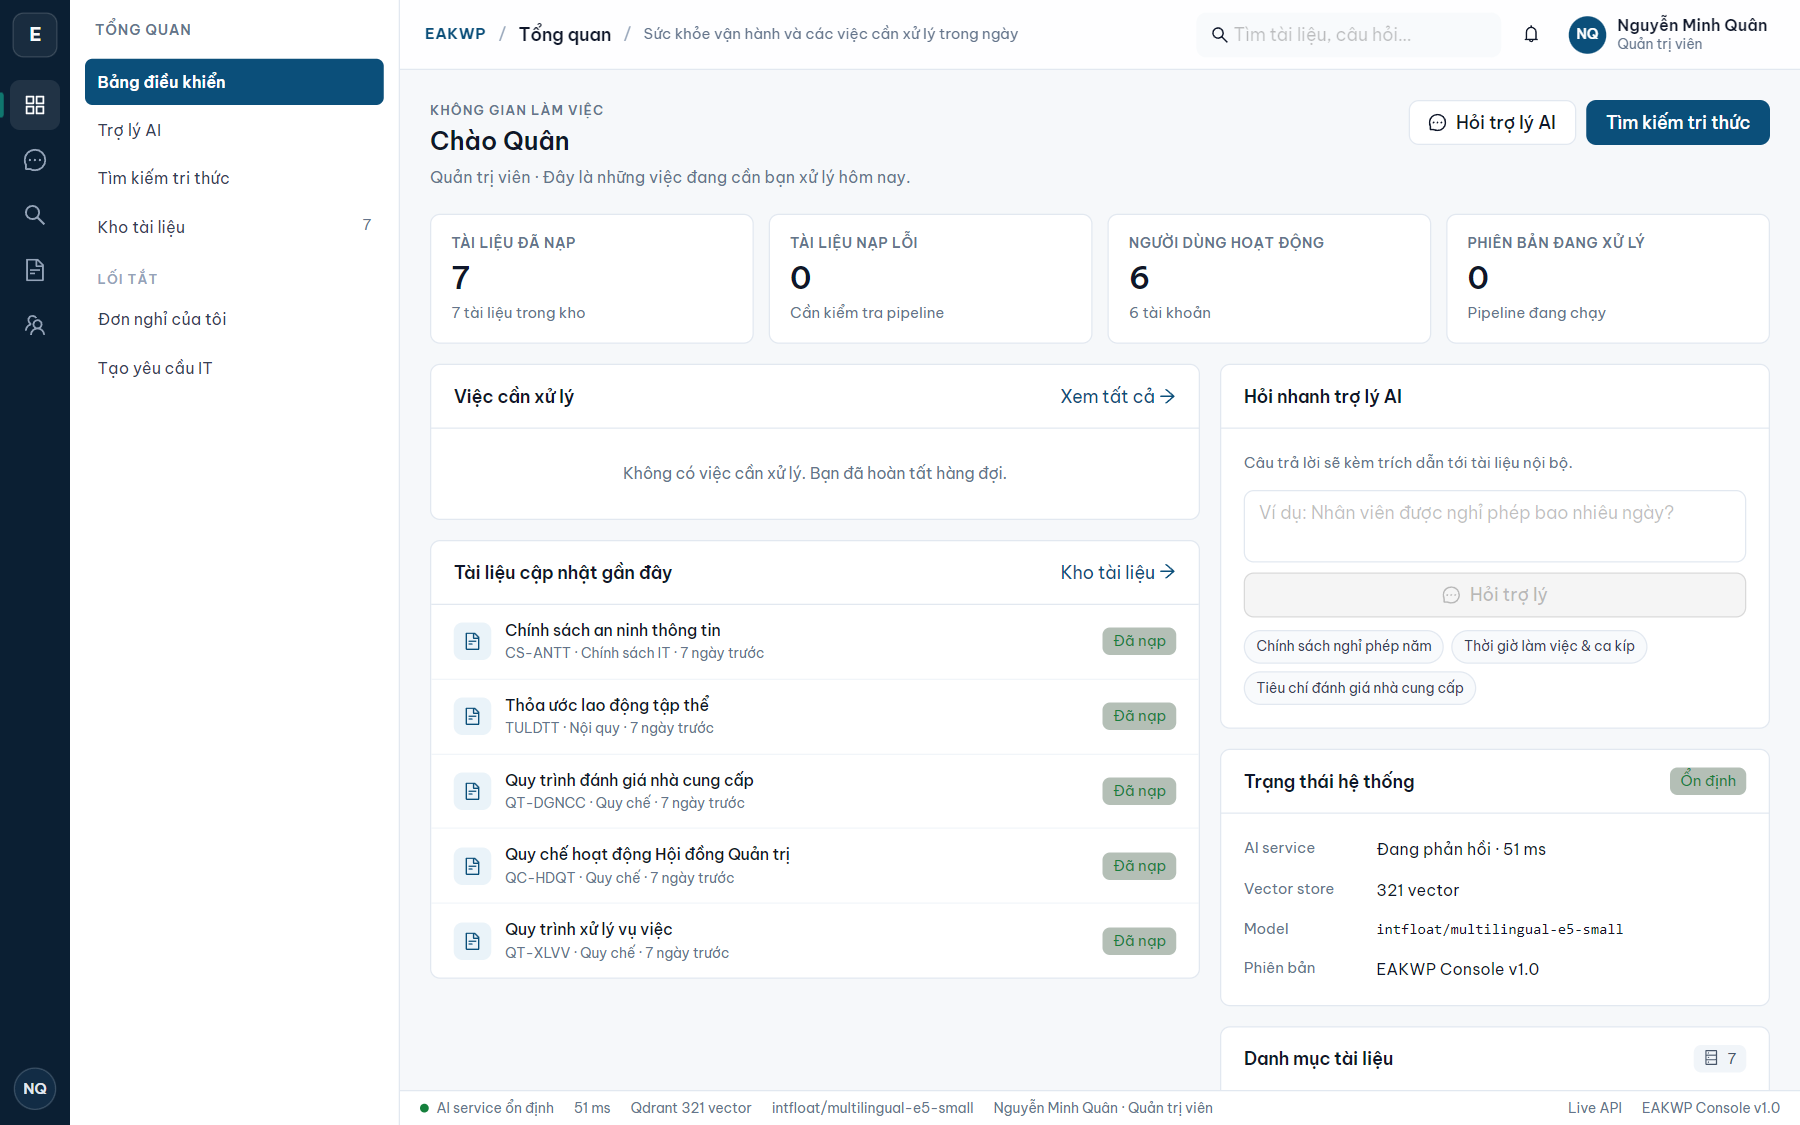 E
NQ
TỔNG QUAN
Bảng điều khiển
Trợ lý AI
Tìm kiếm tri thức
Kho tài liệu 7
LỐI TẮT
Đơn nghỉ của tôi
Tạo yêu cầu IT
EAKWP / Tổng quan / Sức khỏe vận hành và các việc cần xử lý trong ngày
Tìm tài liệu, câu hỏi...
NQ
Nguyễn Minh Quân
Quản trị viên
KHÔNG GIAN LÀM VIỆC
Chào Quân
Quản trị viên · Đây là những việc đang cần bạn xử lý hôm nay.
Hỏi trợ lý AI
Tìm kiếm tri thức
TÀI LIỆU ĐÃ NẠP
7
7 tài liệu trong kho
TÀI LIỆU NẠP LỖI
0
Cần kiểm tra pipeline
NGƯỜI DÙNG HOẠT ĐỘNG
6
6 tài khoản
PHIÊN BẢN ĐANG XỬ LÝ
0
Pipeline đang chạy
Việc cần xử lý
Xem tất cả →
Không có việc cần xử lý. Bạn đã hoàn tất hàng đợi.
Tài liệu cập nhật gần đây
Kho tài liệu →
Chính sách an ninh thông tin
CS-ANTT · Chính sách IT · 7 ngày trước
Đã nạp
Thỏa ước lao động tập thể
TULDTT · Nội quy · 7 ngày trước
Đã nạp
Quy trình đánh giá nhà cung cấp
QT-DGNCC · Quy chế · 7 ngày trước
Đã nạp
Quy chế hoạt động Hội đồng Quản trị
QC-HDQT · Quy chế · 7 ngày trước
Đã nạp
Quy trình xử lý vụ việc
QT-XLVV · Quy chế · 7 ngày trước
Đã nạp
Hỏi nhanh trợ lý AI
Câu trả lời sẽ kèm trích dẫn tới tài liệu nội bộ.
Ví dụ: Nhân viên được nghỉ phép bao nhiêu ngày?
Hỏi trợ lý
Chính sách nghỉ phép năm
Thời giờ làm việc & ca kíp
Tiêu chí đánh giá nhà cung cấp
Trạng thái hệ thống
Ổn định
AI service Đang phản hồi · 51 ms
Vector store 321 vector
Model intfloat/multilingual-e5-small
Phiên bản EAKWP Console v1.0
Danh mục tài liệu
7
AI service ổn định 51 ms Qdrant 321 vector intfloat/multilingual-e5-small Nguyễn Minh Quân · Quản trị viên Live API EAKWP Console v1.0